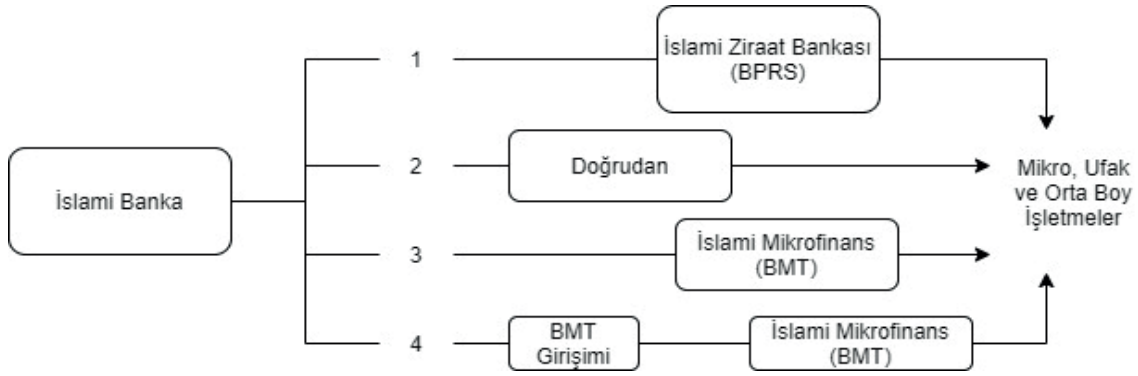 İslami Banka
1
İslami Ziraat Bankası
(BPRS)
2
Doğrudan
3
İslami Mikrofinans
(BMT)
4
BMT
Girişimi
İslami Mikrofinans
(BMT)
Mikro, Ufak
ve Orta Boy
İşletmeler